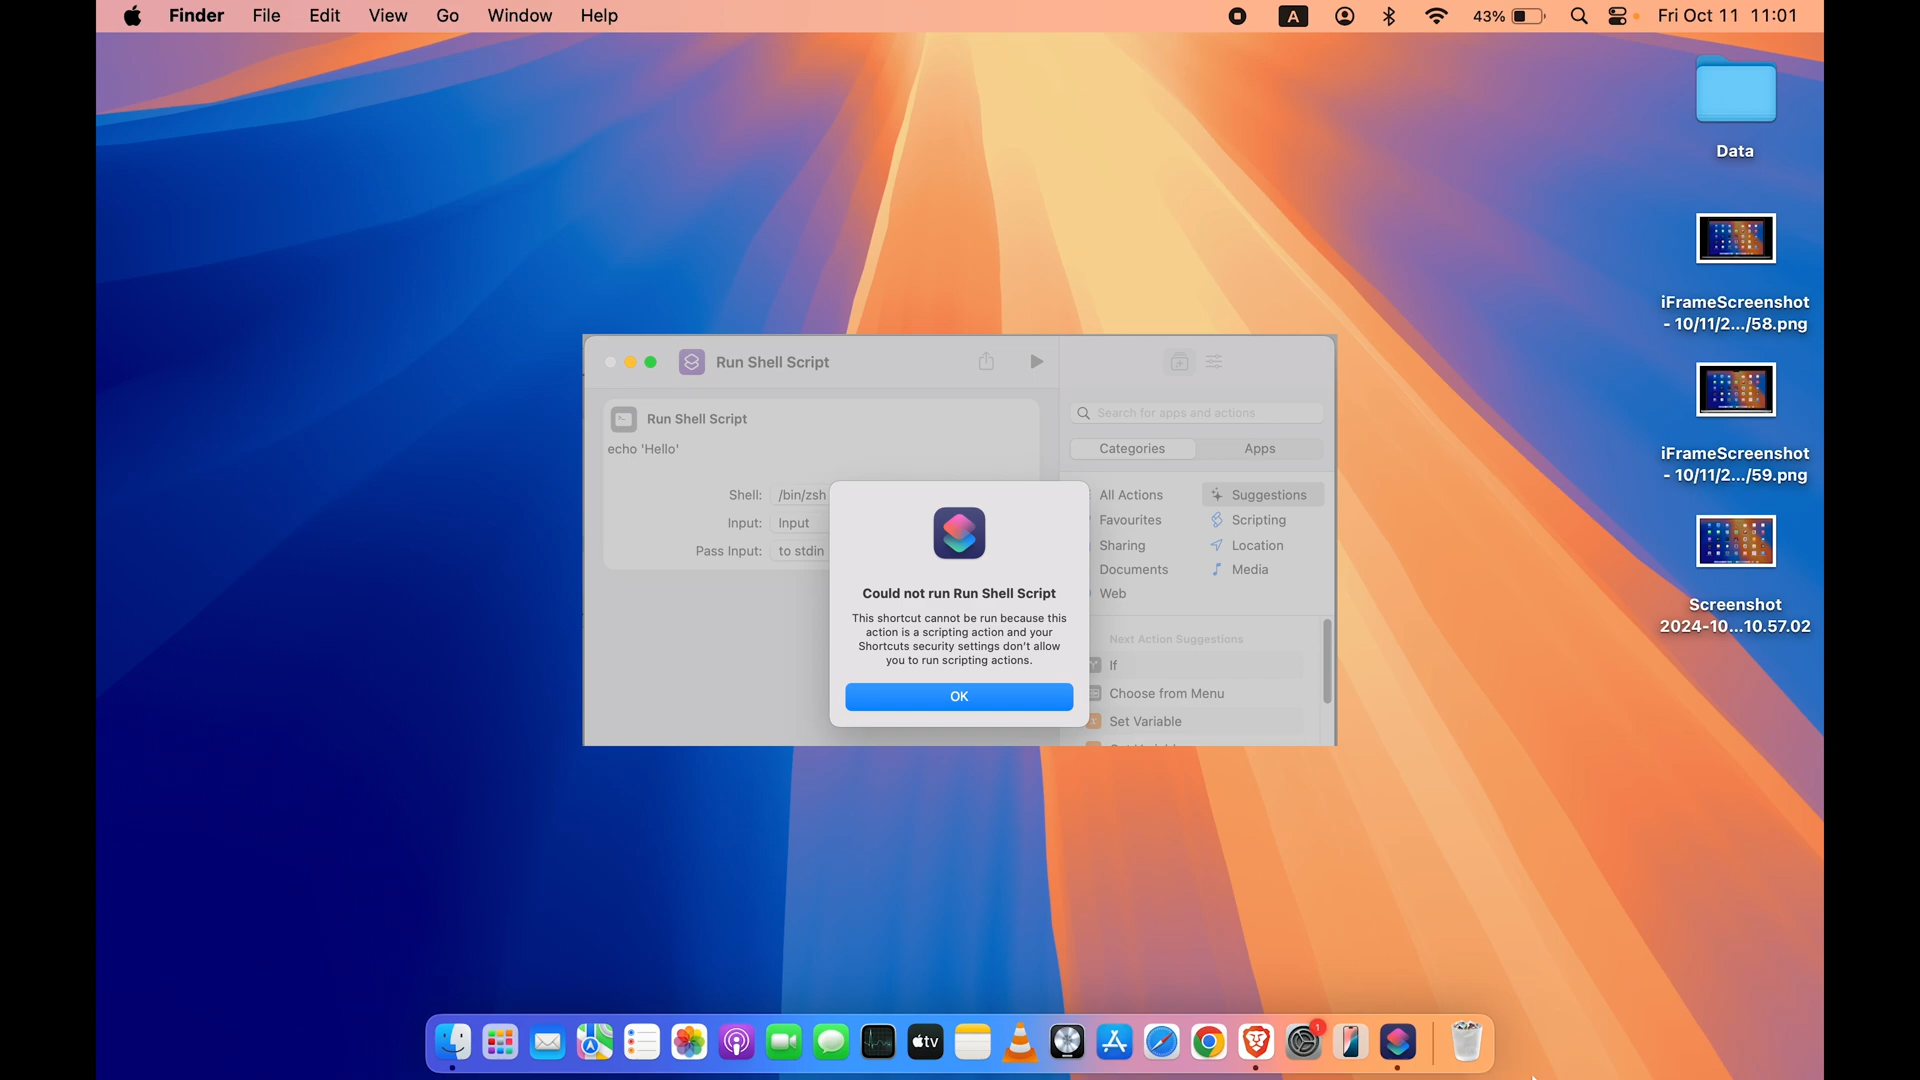 Finder File Edit View Go Window Help
A 43% Fri Oct 11 11:01
Data
iFrameScreenshot
- 10/11/2.../58.png
iFrameScreenshot
- 10/11/2.../59.png
Screenshot
2024-10...10.57.02
Run Shell Script
Run Shell Script
echo 'Hello'
Shell: /bin/zsh
Input: Input
Pass Input: to stdin
Search for apps and actions
Categories Apps
All Actions Suggestions
Favourites Scripting
Sharing Location
Documents Media
Web
Next Action Suggestions
If
Choose from Menu
Set Variable
Could not run Run Shell Script
This shortcut cannot be run because this
action is a scripting action and your
Shortcuts security settings don't allow
you to run scripting actions.
OK
tv
1